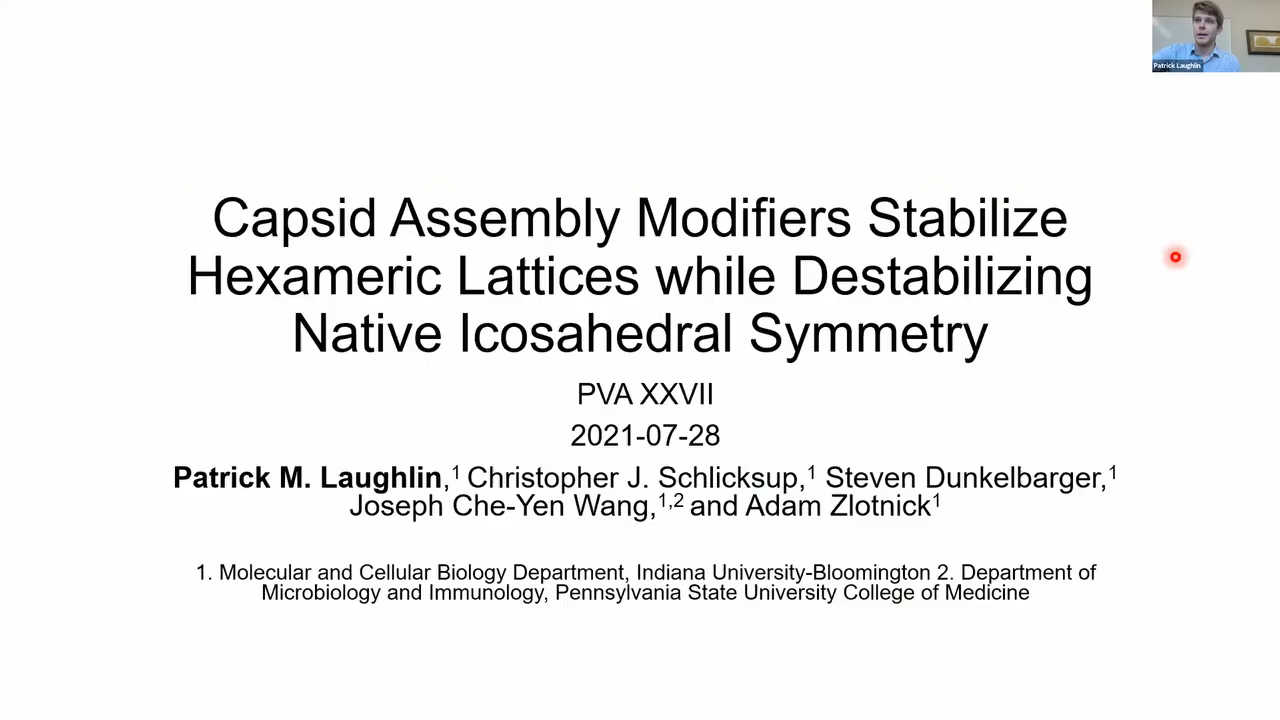 Patrick Laughlin
Capsid Assembly Modifiers Stabilize
Hexameric Lattices while Destabilizing
Native Icosahedral Symmetry
PVA XXVII
2021-07-28
Patrick M. Laughlin,¹ Christopher J. Schlicksup,¹ Steven Dunkelbarger,¹
Joseph Che-Yen Wang,¹,² and Adam Zlotnick¹
1. Molecular and Cellular Biology Department, Indiana University-Bloomington 2. Department of
Microbiology and Immunology, Pennsylvania State University College of Medicine